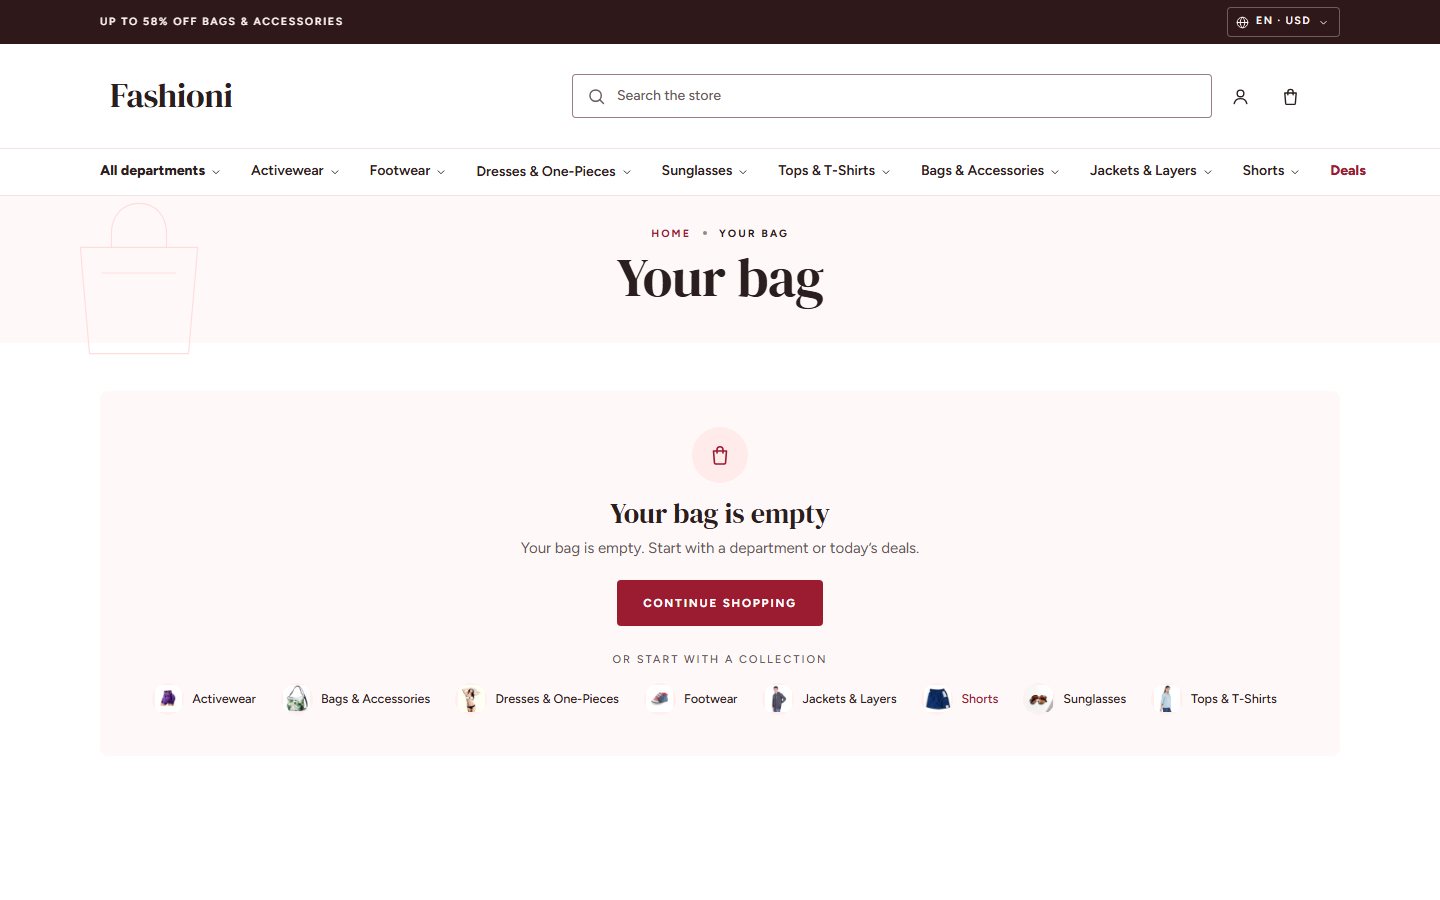 UP TO 58% OFF BAGS & ACCESSORIES
EN · USD
Fashioni
Search the store
All departments Activewear Footwear Dresses & One-Pieces Sunglasses Tops & T-Shirts Bags & Accessories Jackets & Layers Shorts Deals
HOME • YOUR BAG
Your bag
Your bag is empty
Your bag is empty. Start with a department or today's deals.
CONTINUE SHOPPING
OR START WITH A COLLECTION
Activewear Bags & Accessories Dresses & One-Pieces Footwear Jackets & Layers Shorts Sunglasses Tops & T-Shirts